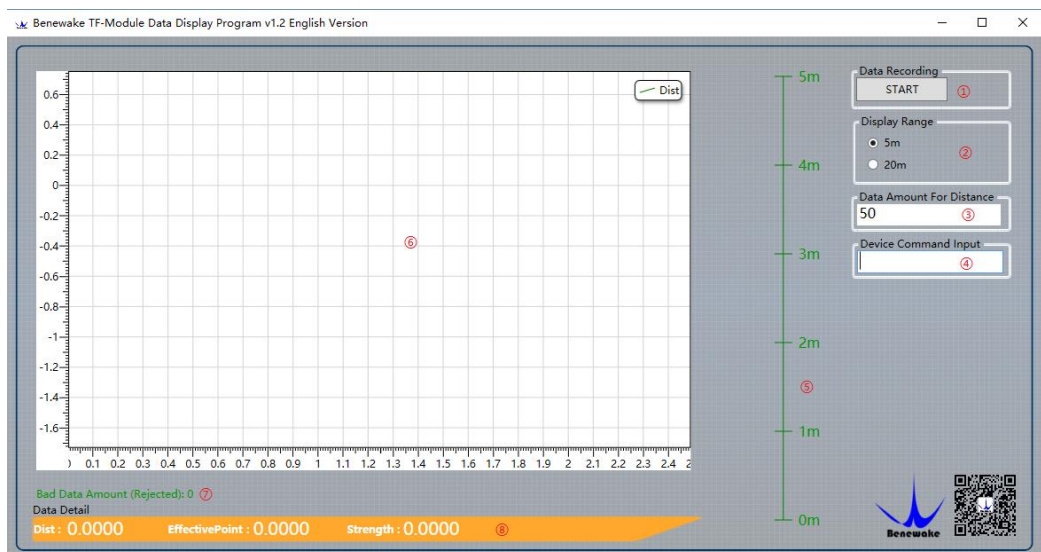 Benewake TF-Module Data Display Program v1.2 English Version
Dist
0.6
0.4
0.2
0
-0.2
-0.4
-0.6
-0.8
-1
-1.2
-1.4
-1.6
⑥
) 0.1 0.2 0.3 0.4 0.5 0.6 0.7 0.8 0.9 1 1.1 1.2 1.3 1.4 1.5 1.6 1.7 1.8 1.9 2 2.1 2.2 2.3 2.4 2
5m
4m
3m
2m
⑤
1m
0m
Data Recording
START ①
Display Range
5m
②
20m
Data Amount For Distance
50 ③
Device Command Input
④
Bad Data Amount (Rejected): 0 ⑦
Data Detail
Dist : 0.0000 EffectivePoint : 0.0000 Strength : 0.0000 ⑧
Benewake